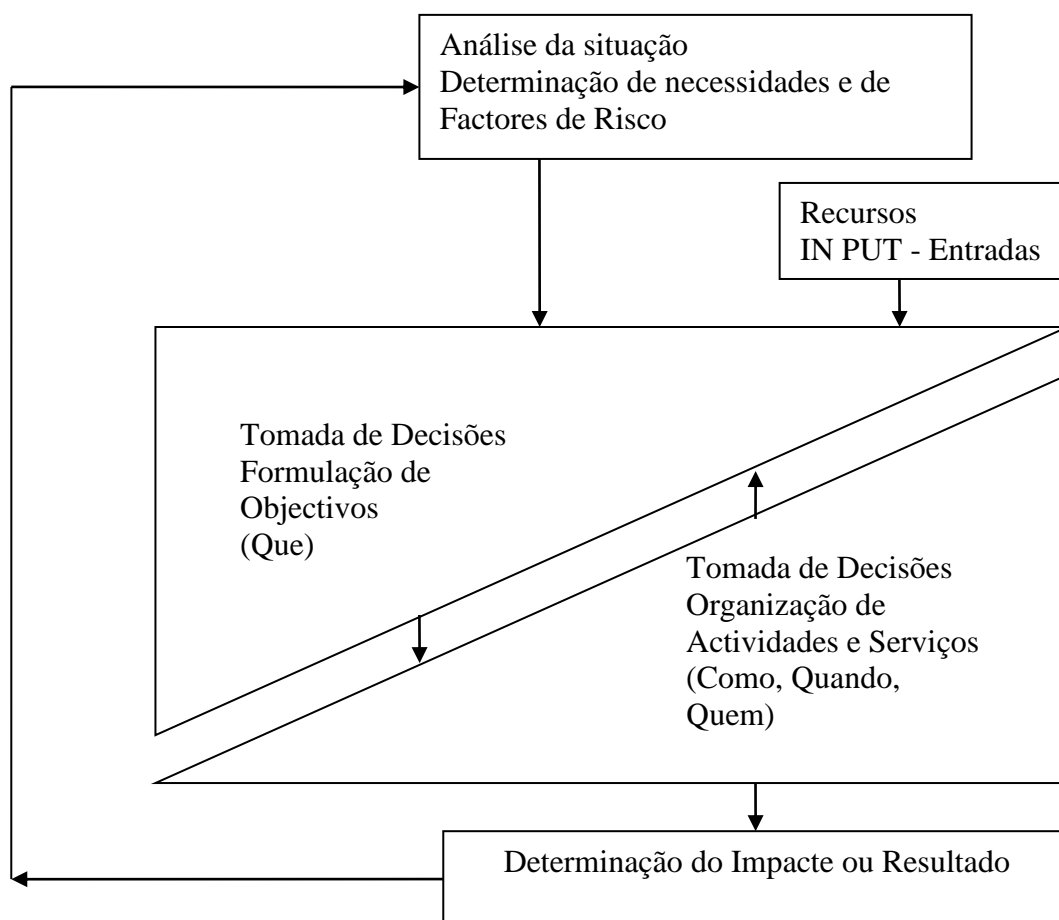 Análise da situação
Determinação de necessidades e de
Factores de Risco
Recursos
IN PUT - Entradas
Tomada de Decisões
Formulação de
Objectivos
(Que)
Tomada de Decisões
Organização de
Actividades e Serviços
(Como, Quando,
Quem)
Determinação do Impacte ou Resultado